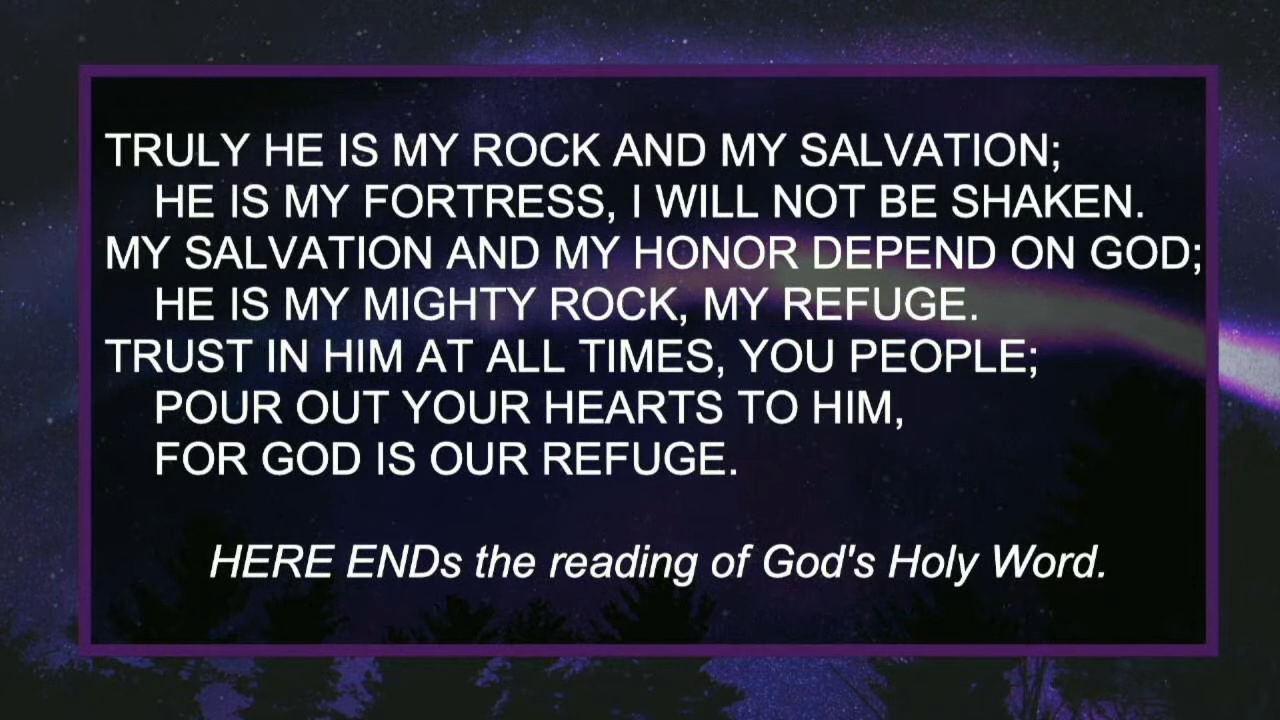 TRULY HE IS MY ROCK AND MY SALVATION;
HE IS MY FORTRESS, I WILL NOT BE SHAKEN.
MY SALVATION AND MY HONOR DEPEND ON GOD;
HE IS MY MIGHTY ROCK, MY REFUGE.
TRUST IN HIM AT ALL TIMES, YOU PEOPLE;
POUR OUT YOUR HEARTS TO HIM,
FOR GOD IS OUR REFUGE.
HERE ENDs the reading of God's Holy Word.